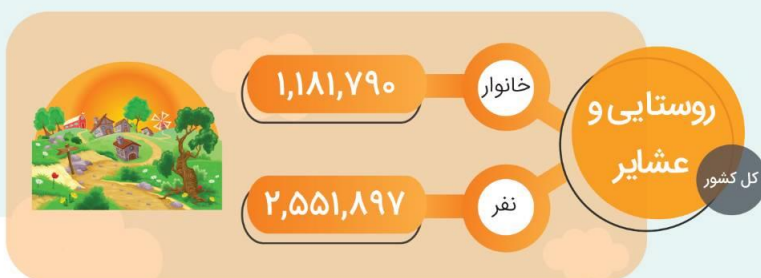 روستایی و
عشایر
کل کشور
خانوار
۱,۱۸۱,۷۹۰
نفر
۲,۵۵۱,۸۹۷